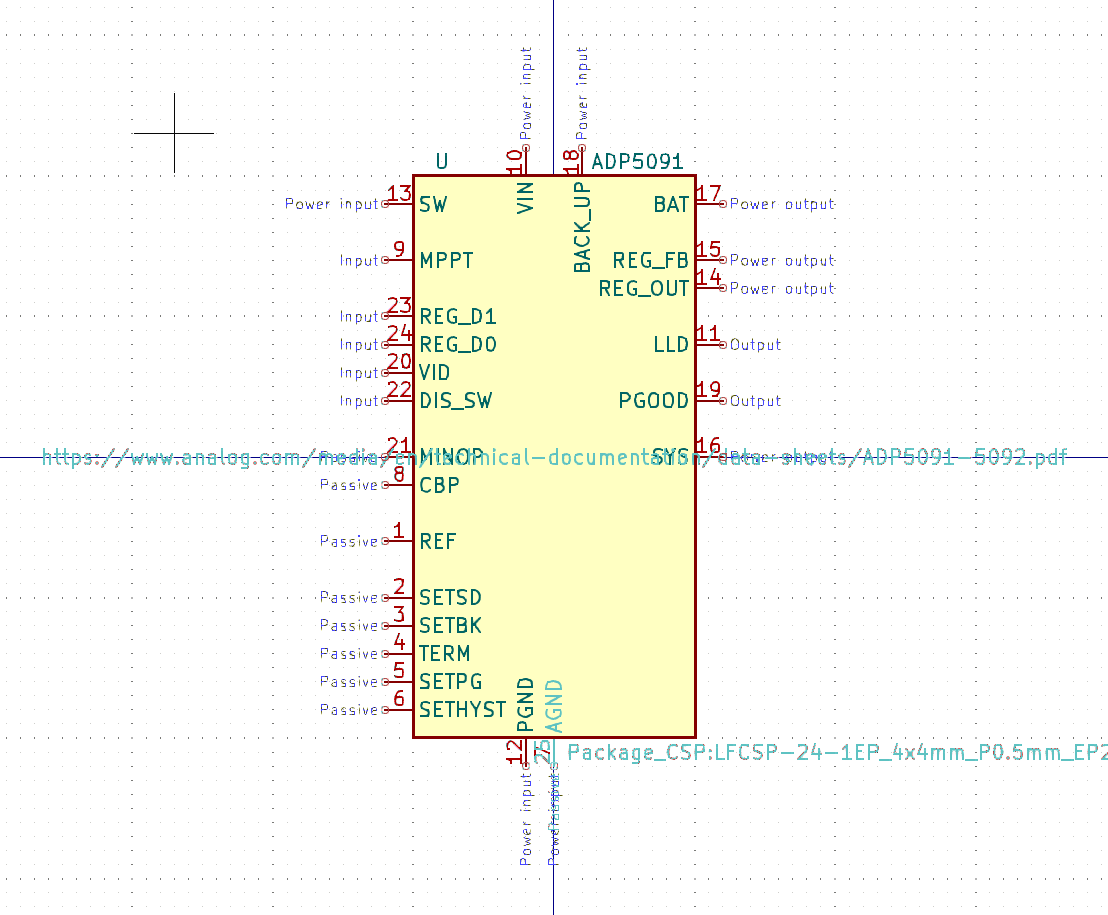 Power input
Power input
10
18
U
ADP5091
VIN
BACK_UP
Power input 13 SW
BAT 17 Power output
Input 9 MPPT
REG_FB 15 Power output
REG_OUT 14 Power output
Input 23 REG_D1
Input 24 REG_D0
LLD 11 Output
Input 20 VID
Input 22 DIS_SW
PGOOD 19 Output
Passive 21 MINOP
SYS 16 Power output
https://www.analog.com/media/en/technical-documentation/data-sheets/ADP5091-5092.pdf
Passive 8 CBP
Passive 1 REF
Passive 2 SETSD
Passive 3 SETBK
Passive 4 TERM
Passive 5 SETPG
Passive 6 SETHYST
PGND
AGND
12
25
Package_CSP:LFCSP-24-1EP_4x4mm_P0.5mm_EP2
Power input
Power input